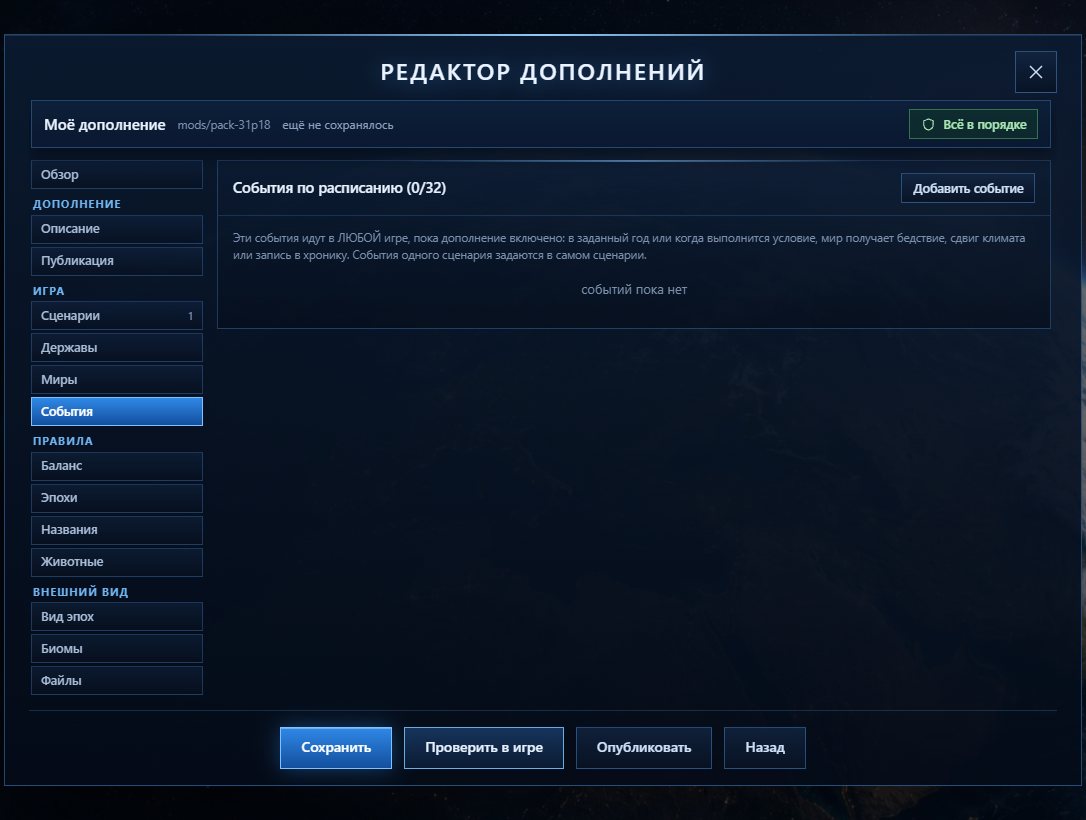 РЕДАКТОР ДОПОЛНЕНИЙ
Моё дополнение mods/pack-31p18 ещё не сохранялось
Всё в порядке
Обзор
ДОПОЛНЕНИЕ
Описание
Публикация
ИГРА
Сценарии 1
Державы
Миры
События
ПРАВИЛА
Баланс
Эпохи
Названия
Животные
ВНЕШНИЙ ВИД
Вид эпох
Биомы
Файлы
События по расписанию (0/32)
Добавить событие
Эти события идут в ЛЮБОЙ игре, пока дополнение включено: в заданный год или когда выполнится условие, мир получает бедствие, сдвиг климата
или запись в хронику. События одного сценария задаются в самом сценарии.
событий пока нет
Сохранить
Проверить в игре
Опубликовать
Назад